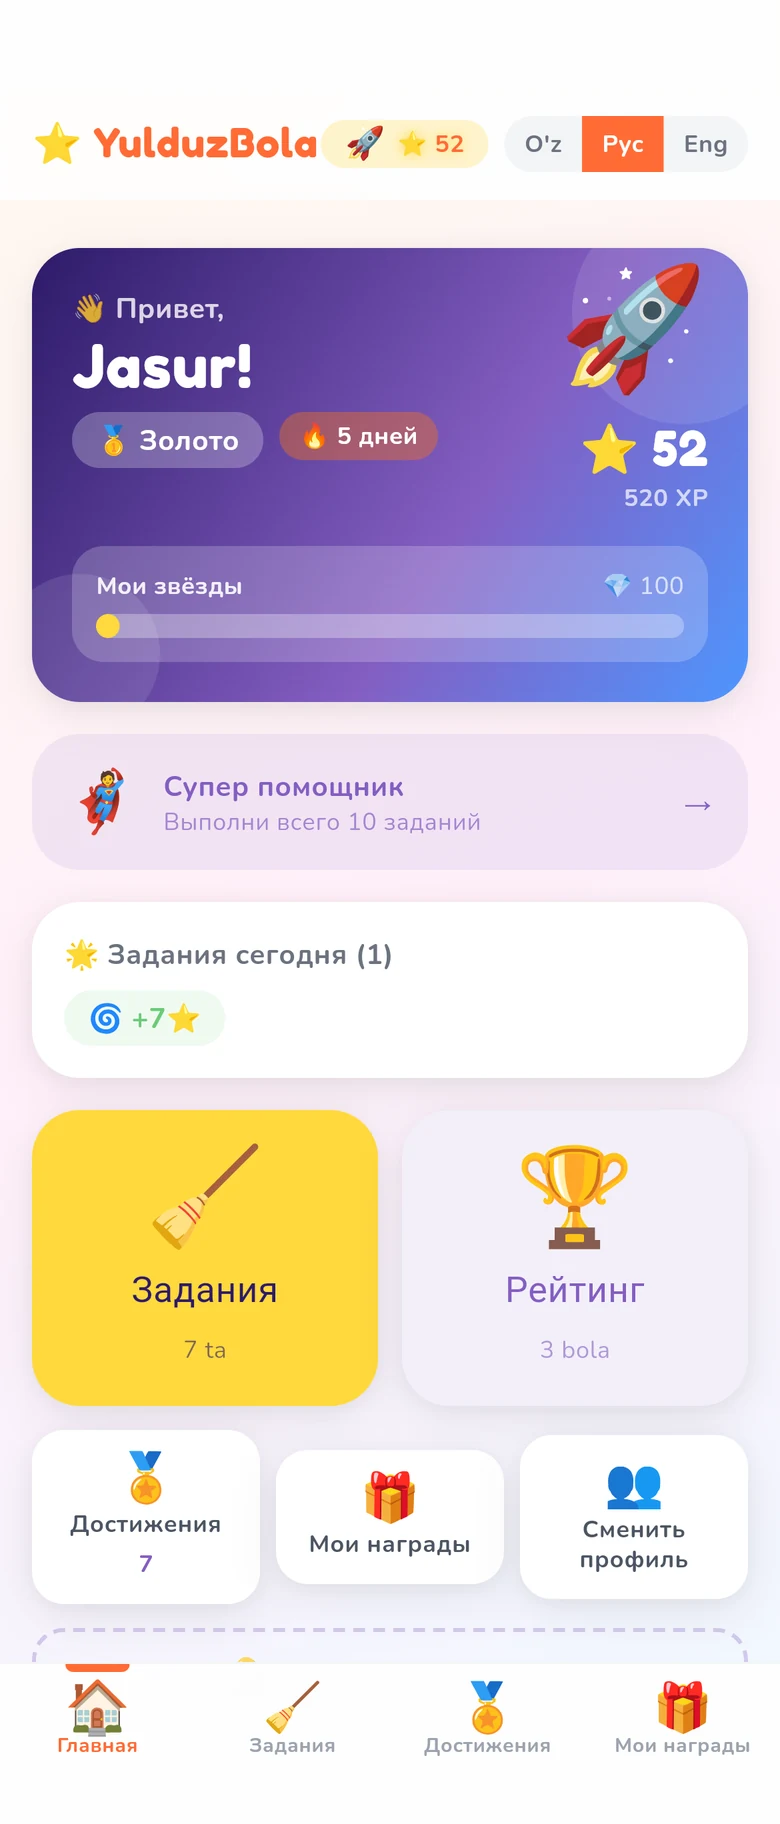 YulduzBola
52
O'z
Рус
Eng
Привет,
Jasur!
Золото
5 дней
52
520 XP
Мои звёзды
100
Супер помощник
Выполни всего 10 заданий
→
Задания сегодня (1)
+7
Задания
7 ta
Рейтинг
3 bola
Достижения
7
Мои награды
Сменить
профиль
Главная
Задания
Достижения
Мои награды